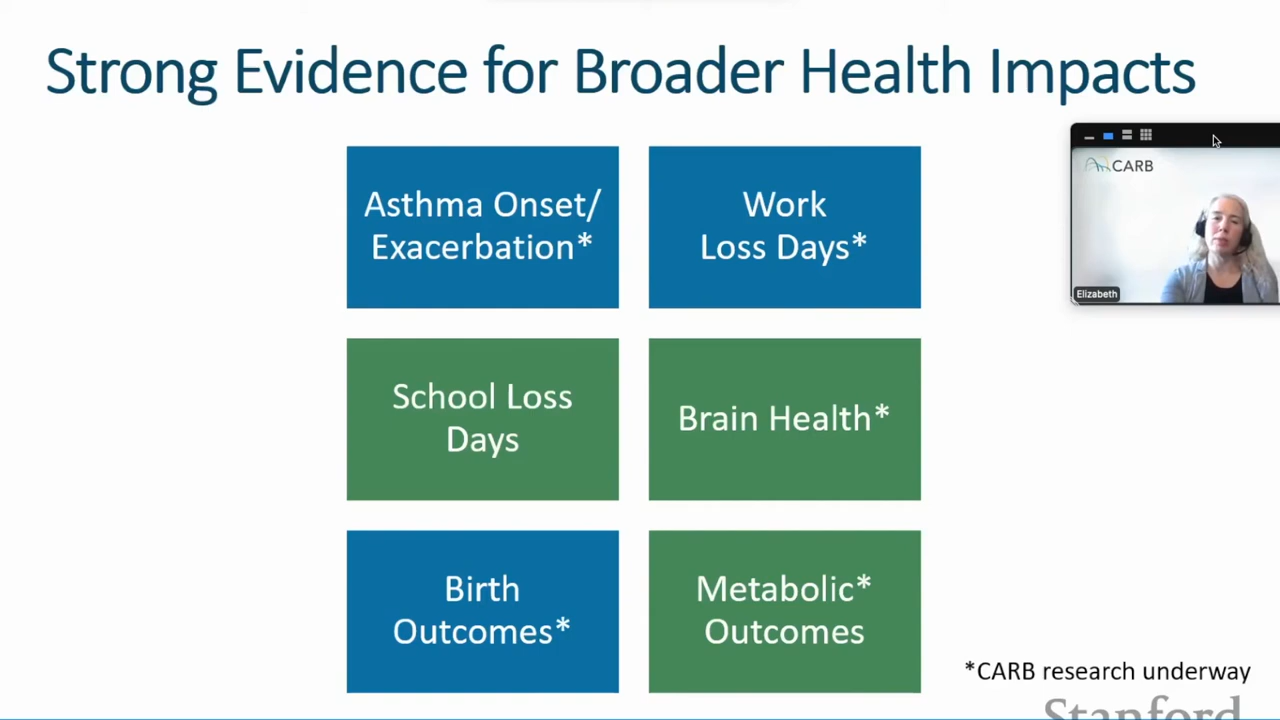 Strong Evidence for Broader Health Impacts
Asthma Onset/
Exacerbation*
Work
Loss Days*
CARB
Elizabeth
School Loss
Days
Brain Health*
Birth
Outcomes*
Metabolic*
Outcomes
*CARB research underway
Stanford